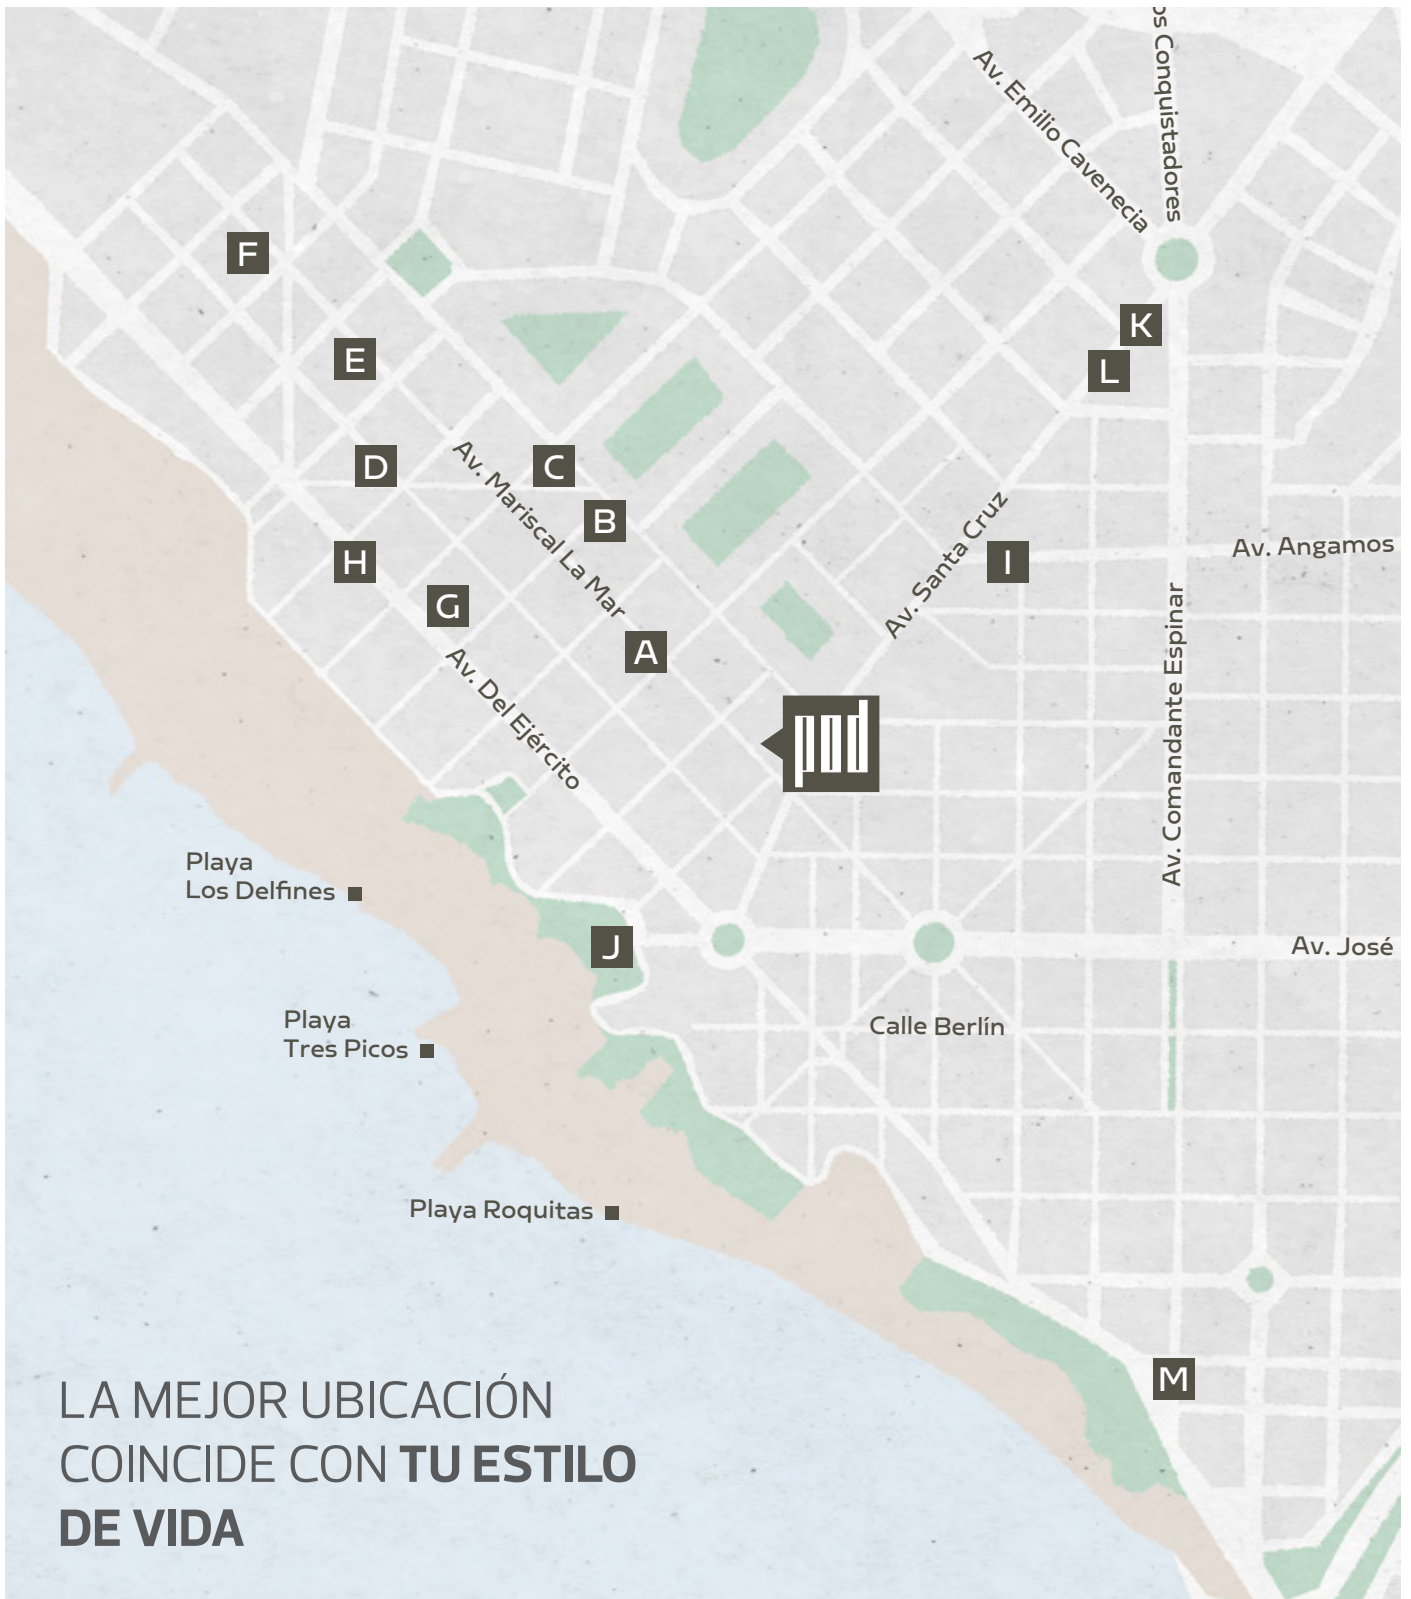 os Conquistadores
Av. Emilio Cavenecia
F
K
E
L
Av. Mariscal La Mar
D
C
B
Av. Santa Cruz
Av. Angamos
H
I
G
A
Av. Del Ejército
Av. Comandante Espinar
Playa
Los Delfines
J
Av. José
Playa
Tres Picos
Calle Berlín
Playa Roquitas
M
LA MEJOR UBICACIÓN
COINCIDE CON TU ESTILO
DE VIDA